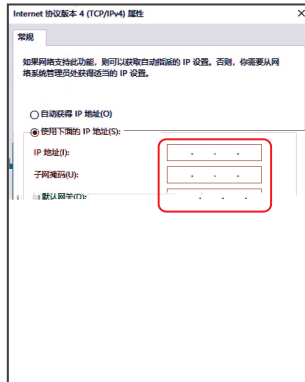 Internet 协议版本 4 (TCP/IPv4) 属性
常规
如果网络支持此功能，则可以获取自动指派的 IP 设置。否则，你需要从网
络系统管理员处获得适当的 IP 设置。
自动获得 IP 地址(O)
使用下面的 IP 地址(S):
IP 地址(I):
子网掩码(U):
默认网关(D):